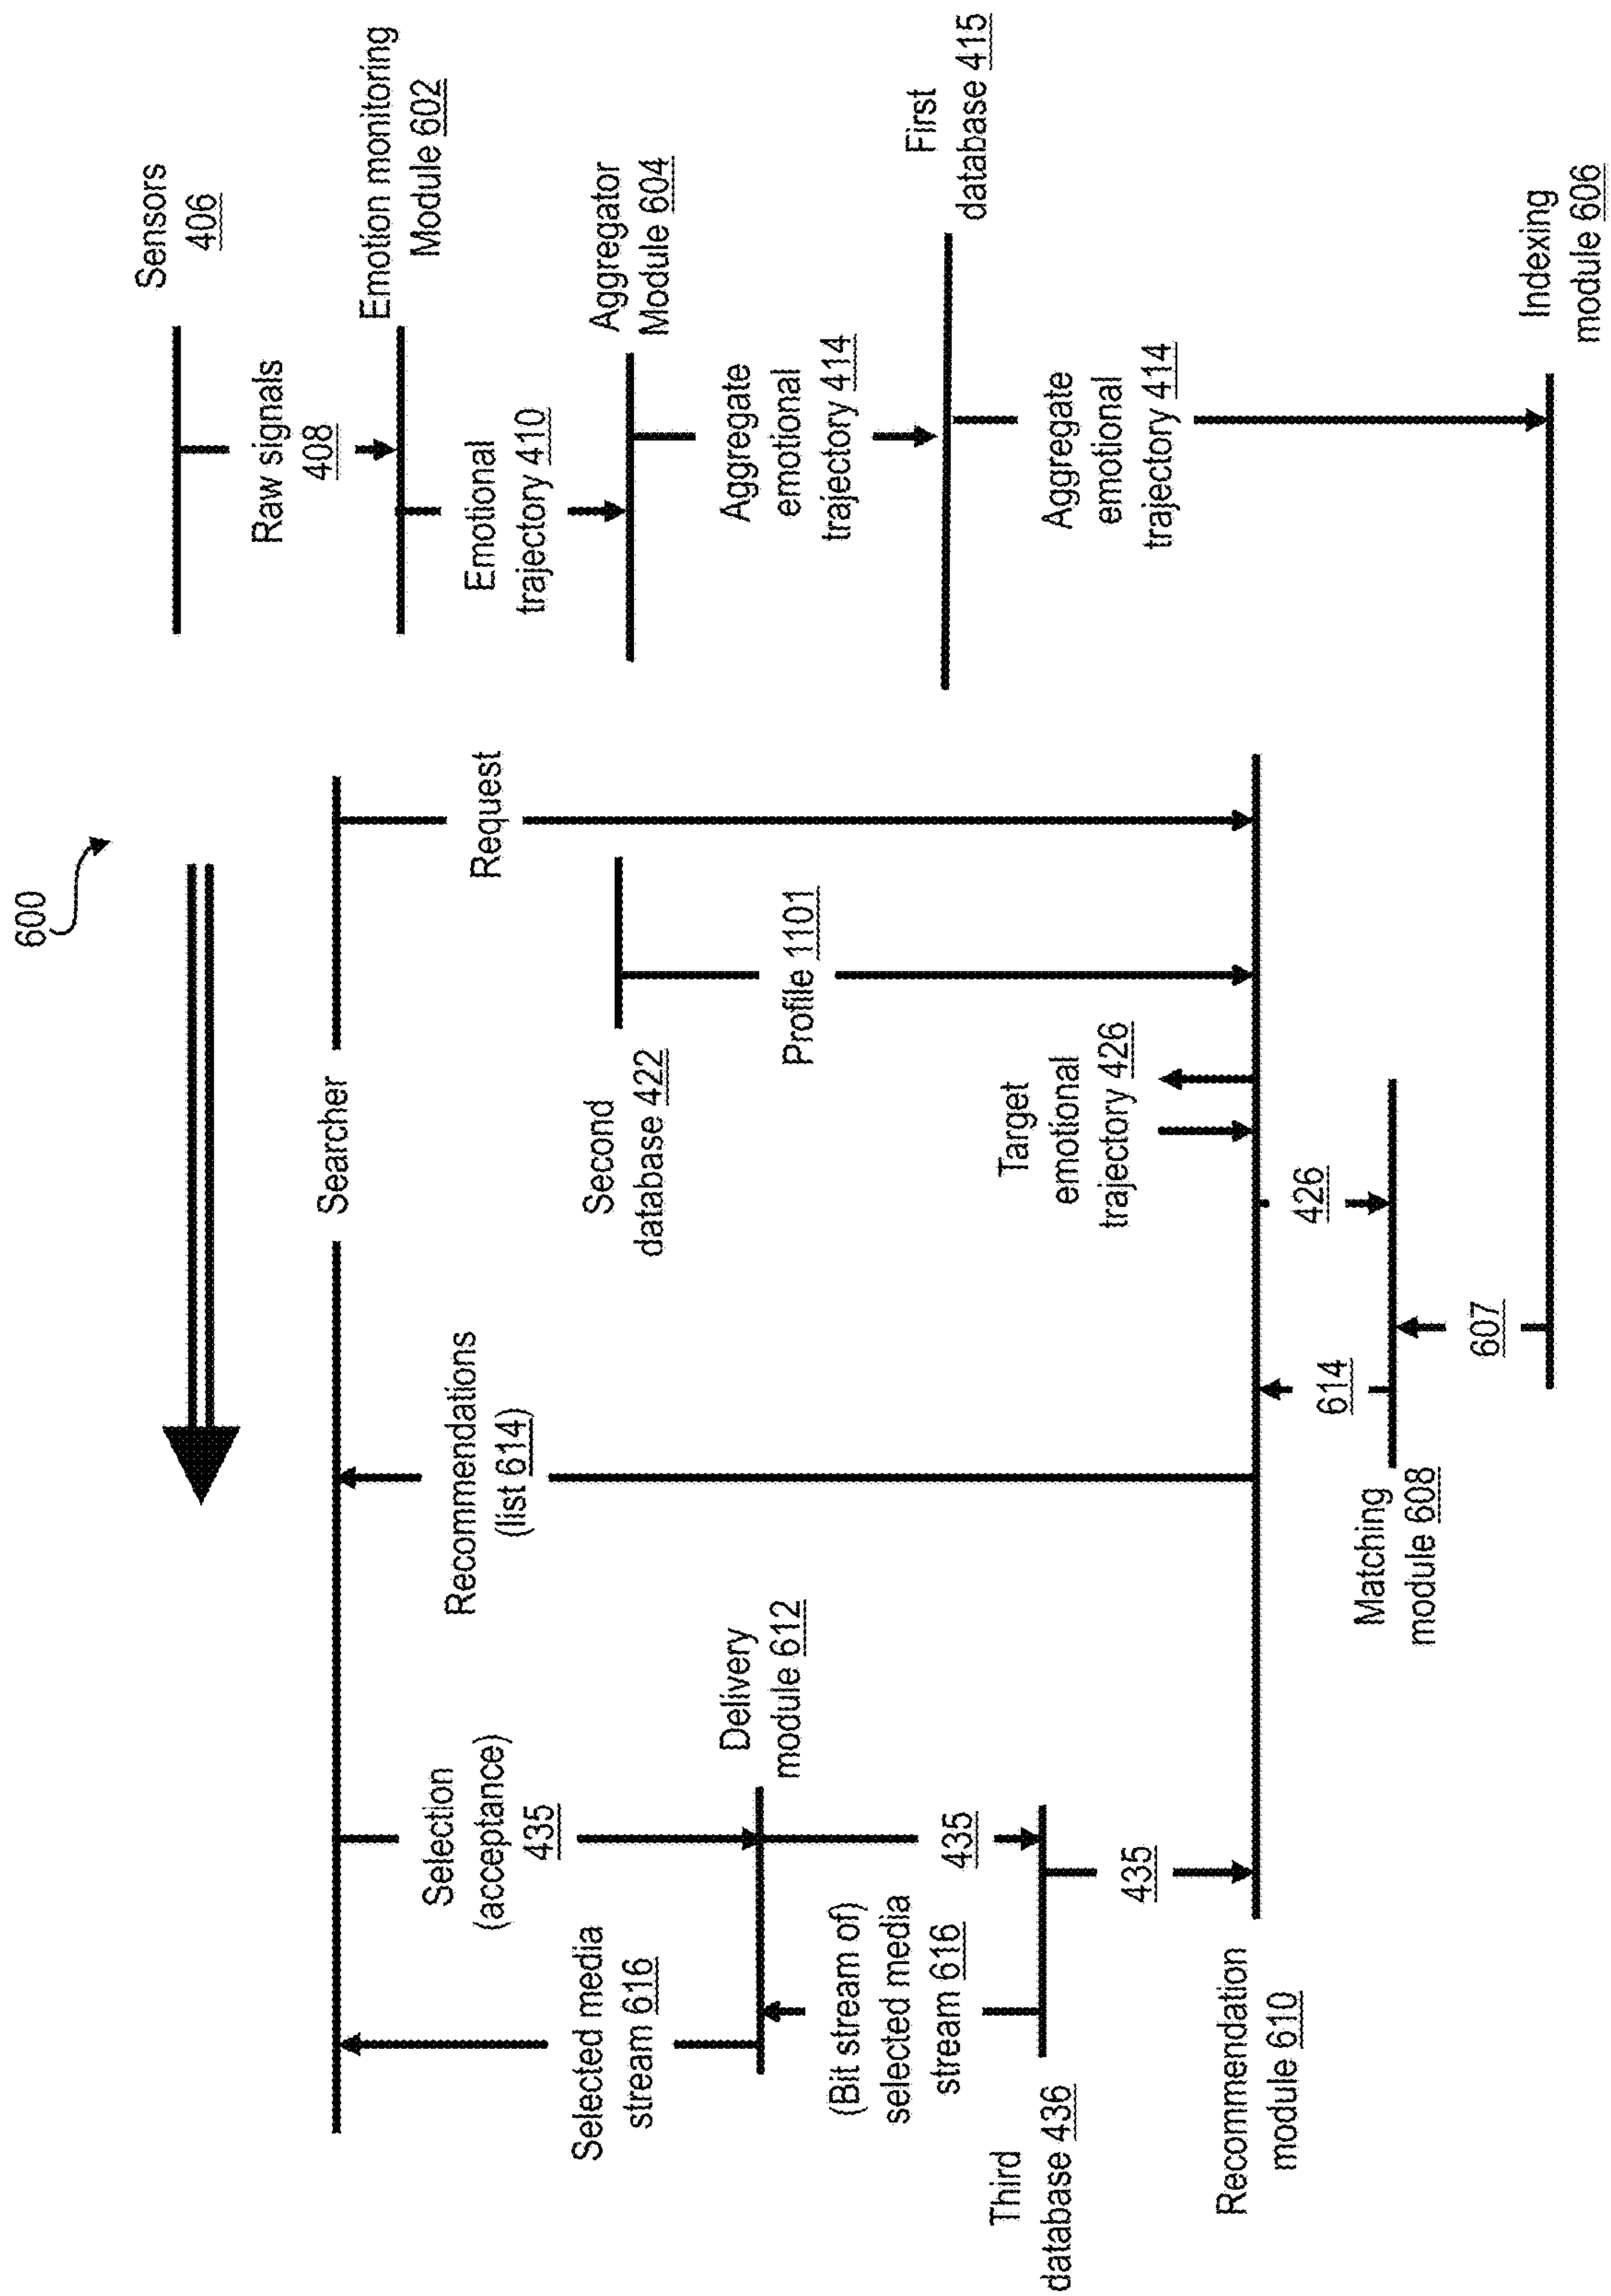 600
Sensors
406
Raw signals
408
Emotion monitoring
Module 602
Emotional
trajectory 410
Aggregator
Module 604
Aggregate
emotional
trajectory 414
First
database 415
Aggregate
emotional
trajectory 414
Indexing
module 606
Searcher
Request
Second
database 422
Profile 1101
Target
emotional
trajectory 426
426
607
614
Matching
module 608
Recommendations
(list 614)
Selection
(acceptance)
435
Delivery
module 612
435
435
Selected media
stream 616
(Bit stream of)
selected media
stream 616
Third
database 436
Recommendation
module 610